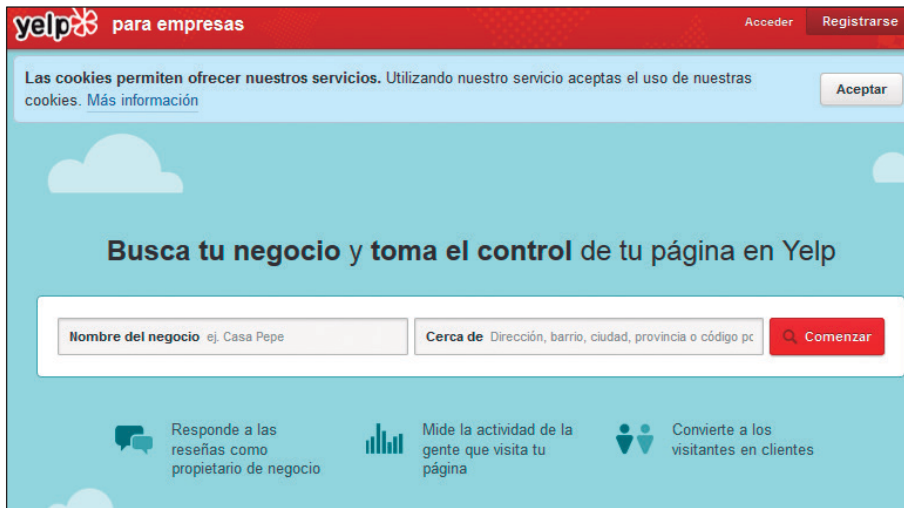 yelp para empresas Acceder Registrarse
Las cookies permiten ofrecer nuestros servicios. Utilizando nuestro servicio aceptas el uso de nuestras
cookies. Más información
Aceptar
Busca tu negocio y toma el control de tu página en Yelp
Nombre del negocio ej. Casa Pepe
Cerca de Dirección, barrio, ciudad, provincia o código
Comenzar
Responde a las
reseñas como
propietario de negocio
Mide la actividad de la
gente que visita tu
página
Convierte a los
visitantes en clientes